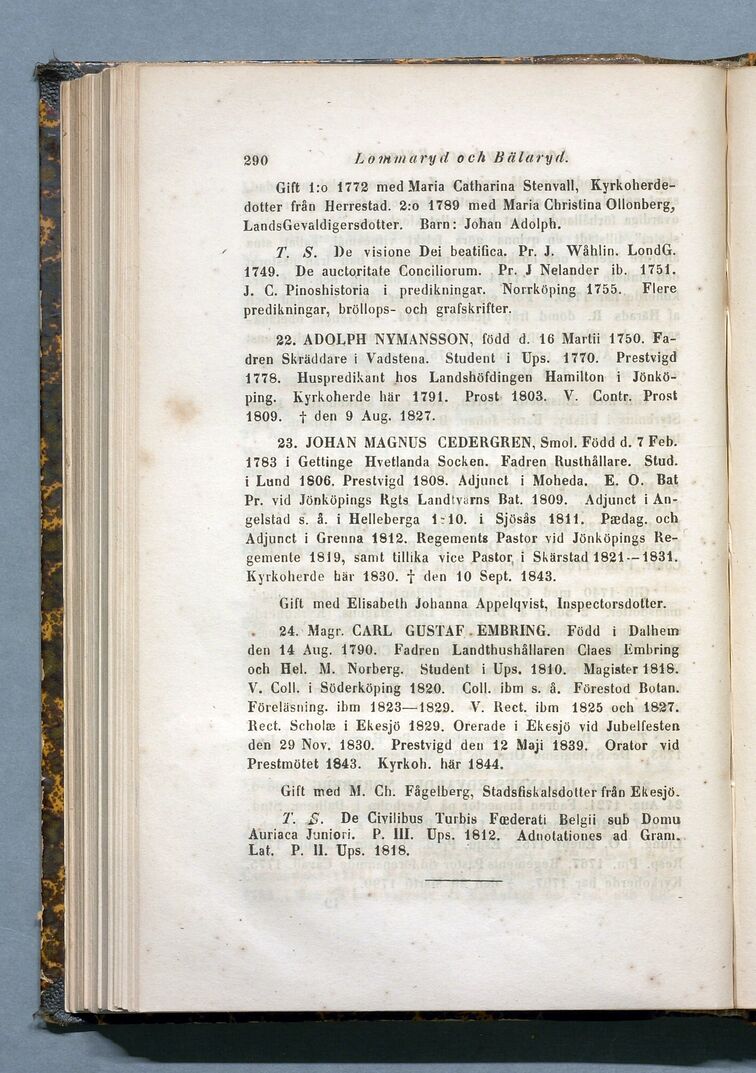 290 Lommaryd och Bälaryd.
Gift 1:o 1772 med Maria Catharina Stenvall, Kyrkoherde-
dotter från Herrestad. 2:o 1789 med Maria Christina Ollonberg,
LandsGevaldigersdotter. Barn: Johan Adolph.
T. S. De visione Dei beatifica. Pr. J. Wåhlin. LondG.
1749. De auctoritate Conciliorum. Pr. J Nelander ib. 1751.
J. C. Pinoshistoria i predikningar. Norrköping 1755. Flere
predikningar, bröllops- och grafskrifter.
22. ADOLPH NYMANSSON, född d. 16 Martii 1750. Fa-
dren Skräddare i Vadstena. Student i Ups. 1770. Prestvigd
1778. Huspredikant hos Landshöfdingen Hamilton i Jönkö-
ping. Kyrkoherde här 1791. Prost 1803. V. Contr. Prost
1809. † den 9 Aug. 1827.
23. JOHAN MAGNUS CEDERGREN, Smol. Född d. 7 Feb.
1783 i Gettinge Hvetlanda Socken. Fadren Rusthållare. Stud.
i Lund 1806. Prestvigd 1808. Adjunct i Moheda. E. O. Bat
Pr. vid Jönköpings Rgts Landtvärns Bat. 1809. Adjunct i An-
gelstad s. å. i Helleberga 1810. i Sjösås 1811. Pædag. och
Adjunct i Grenna 1812. Regements Pastor vid Jönköpings Re-
gemente 1819, samt tillika vice Pastor i Skärstad 1821—1831.
Kyrkoherde här 1830. † den 10 Sept. 1843.
Gift med Elisabeth Johanna Appelqvist, Inspectorsdotter.
24. Magr. CARL GUSTAF EMBRING. Född i Dalhem
den 14 Aug. 1790. Fadren Landthushållaren Claes Embring
och Hel. M. Norberg. Student i Ups. 1810. Magister 1818.
V. Coll. i Söderköping 1820. Coll. ibm s. å. Förestod Botan.
Föreläsning. ibm 1823—1829. V. Rect. ibm 1825 och 1827.
Rect. Scholæ i Ekesjö 1829. Orerade i Ekesjö vid Jubelfesten
den 29 Nov. 1830. Prestvigd den 12 Maji 1839. Orator vid
Prestmötet 1843. Kyrkoh. här 1844.
Gift med M. Ch. Fågelberg, Stadsfiskalsdotter från Ekesjö.
T. S. De Civilibus Turbis Fœderati Belgii sub Domu
Auriaca Juniori. P. III. Ups. 1812. Adnotationes ad Gram.
Lat. P. II. Ups. 1818.